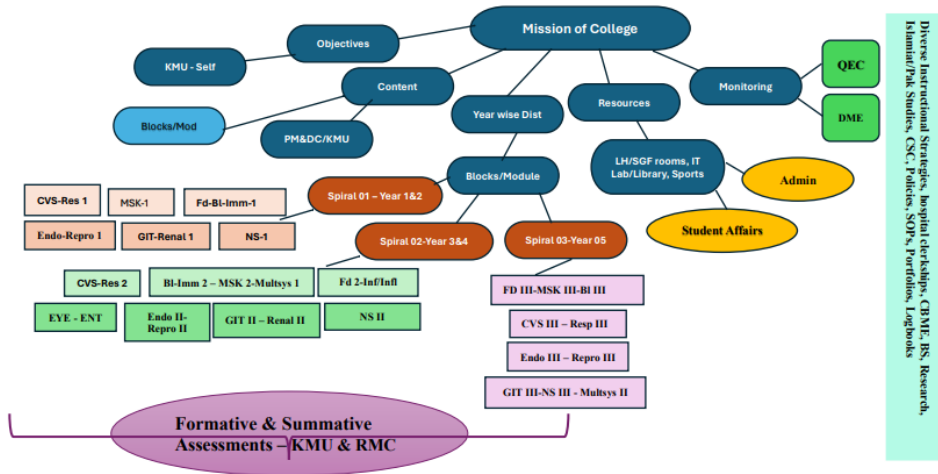 Mission of College
Objectives
KMU - Self
Content
Blocks/Mod
PM&DC/KMU
Year wise Dist
Resources
Monitoring
QEC
DME
Blocks/Module
LH/SGF rooms, IT
Lab/Library, Sports
Admin
Student Affairs
Spiral 01 – Year 1&2
Spiral 02-Year 3&4
Spiral 03-Year 05
CVS-Res 1
MSK-1
Fd-Bl-Imm-1
Endo-Repro 1
GIT-Renal 1
NS-1
CVS-Res 2
Bl-Imm 2 – MSK 2-Multsys 1
Fd 2-Inf/Infl
EYE - ENT
Endo II-
Repro II
GIT II – Renal II
NS II
FD III-MSK III-Bl III
CVS III – Resp III
Endo III – Repro III
GIT III-NS III - Multsys II
Formative & Summative
Assessments – KMU & RMC
Diverse Instructional Strategies, hospital clerkships, CBME, BS, Research,
Islamiat/Pak Studies, CSC, Policies, SOPs, Portfolios, Logbooks